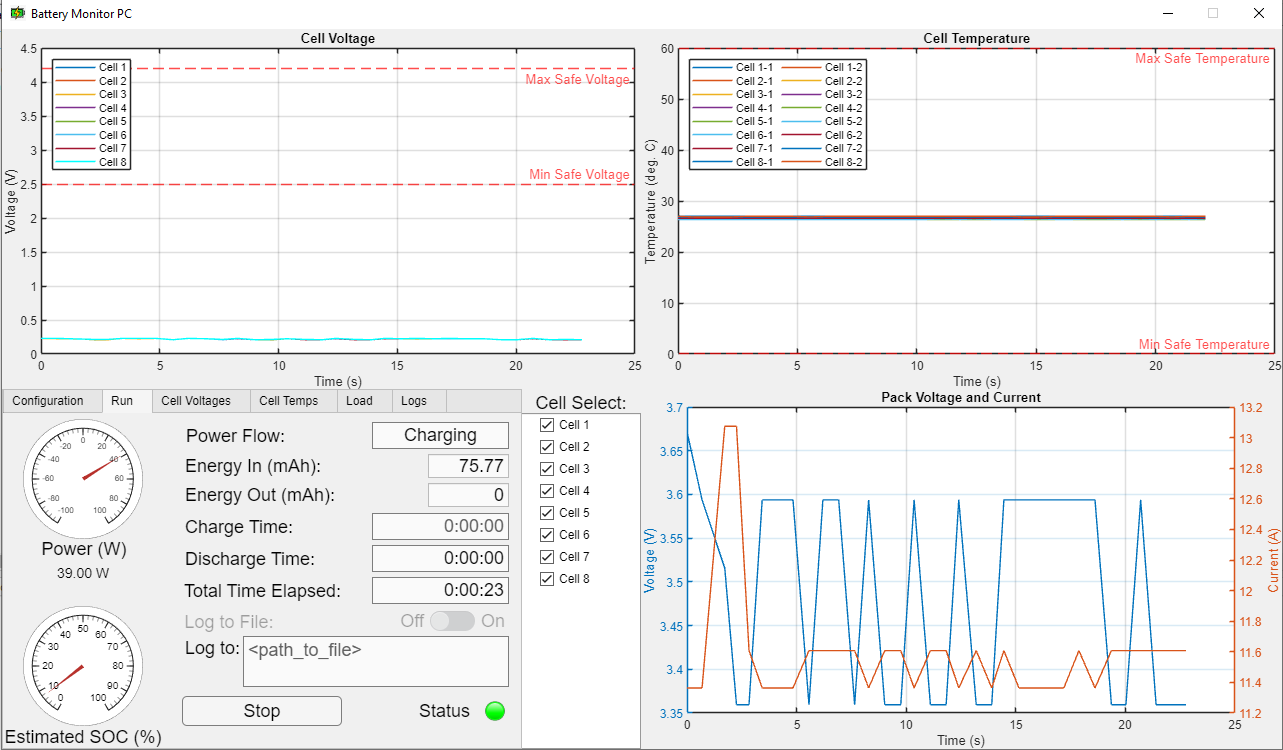 Battery Monitor PC
Cell Voltage
4.5
4
3.5
3
2.5
2
1.5
1
0.5
0
Voltage (V)
Cell 1
Cell 2
Cell 3
Cell 4
Cell 5
Cell 6
Cell 7
Cell 8
Max Safe Voltage
Min Safe Voltage
0 5 10 15 20 25
Time (s)
Cell Temperature
60
50
40
30
20
10
0
Temperature (deg. C)
Cell 1-1 Cell 1-2
Cell 2-1 Cell 2-2
Cell 3-1 Cell 3-2
Cell 4-1 Cell 4-2
Cell 5-1 Cell 5-2
Cell 6-1 Cell 6-2
Cell 7-1 Cell 7-2
Cell 8-1 Cell 8-2
Max Safe Temperature
Min Safe Temperature
0 5 10 15 20 25
Time (s)
Configuration Run Cell Voltages Cell Temps Load Logs
-100 -80 -60 -40 -20 0 20 40 60 80 100
Power (W)
39.00 W
0 10 20 30 40 50 60 70 80 90 100
Estimated SOC (%)
Power Flow: Charging
Energy In (mAh): 75.77
Energy Out (mAh): 0
Charge Time: 0:00:00
Discharge Time: 0:00:00
Total Time Elapsed: 0:00:23
Log to File: Off On
Log to: <path_to_file>
Stop Status
Cell Select:
Cell 1
Cell 2
Cell 3
Cell 4
Cell 5
Cell 6
Cell 7
Cell 8
Pack Voltage and Current
3.7
3.65
3.6
3.55
3.5
3.45
3.4
3.35
Voltage (V)
13.2
13
12.8
12.6
12.4
12.2
12
11.8
11.6
11.4
11.2
Current (A)
0 5 10 15 20 25
Time (s)